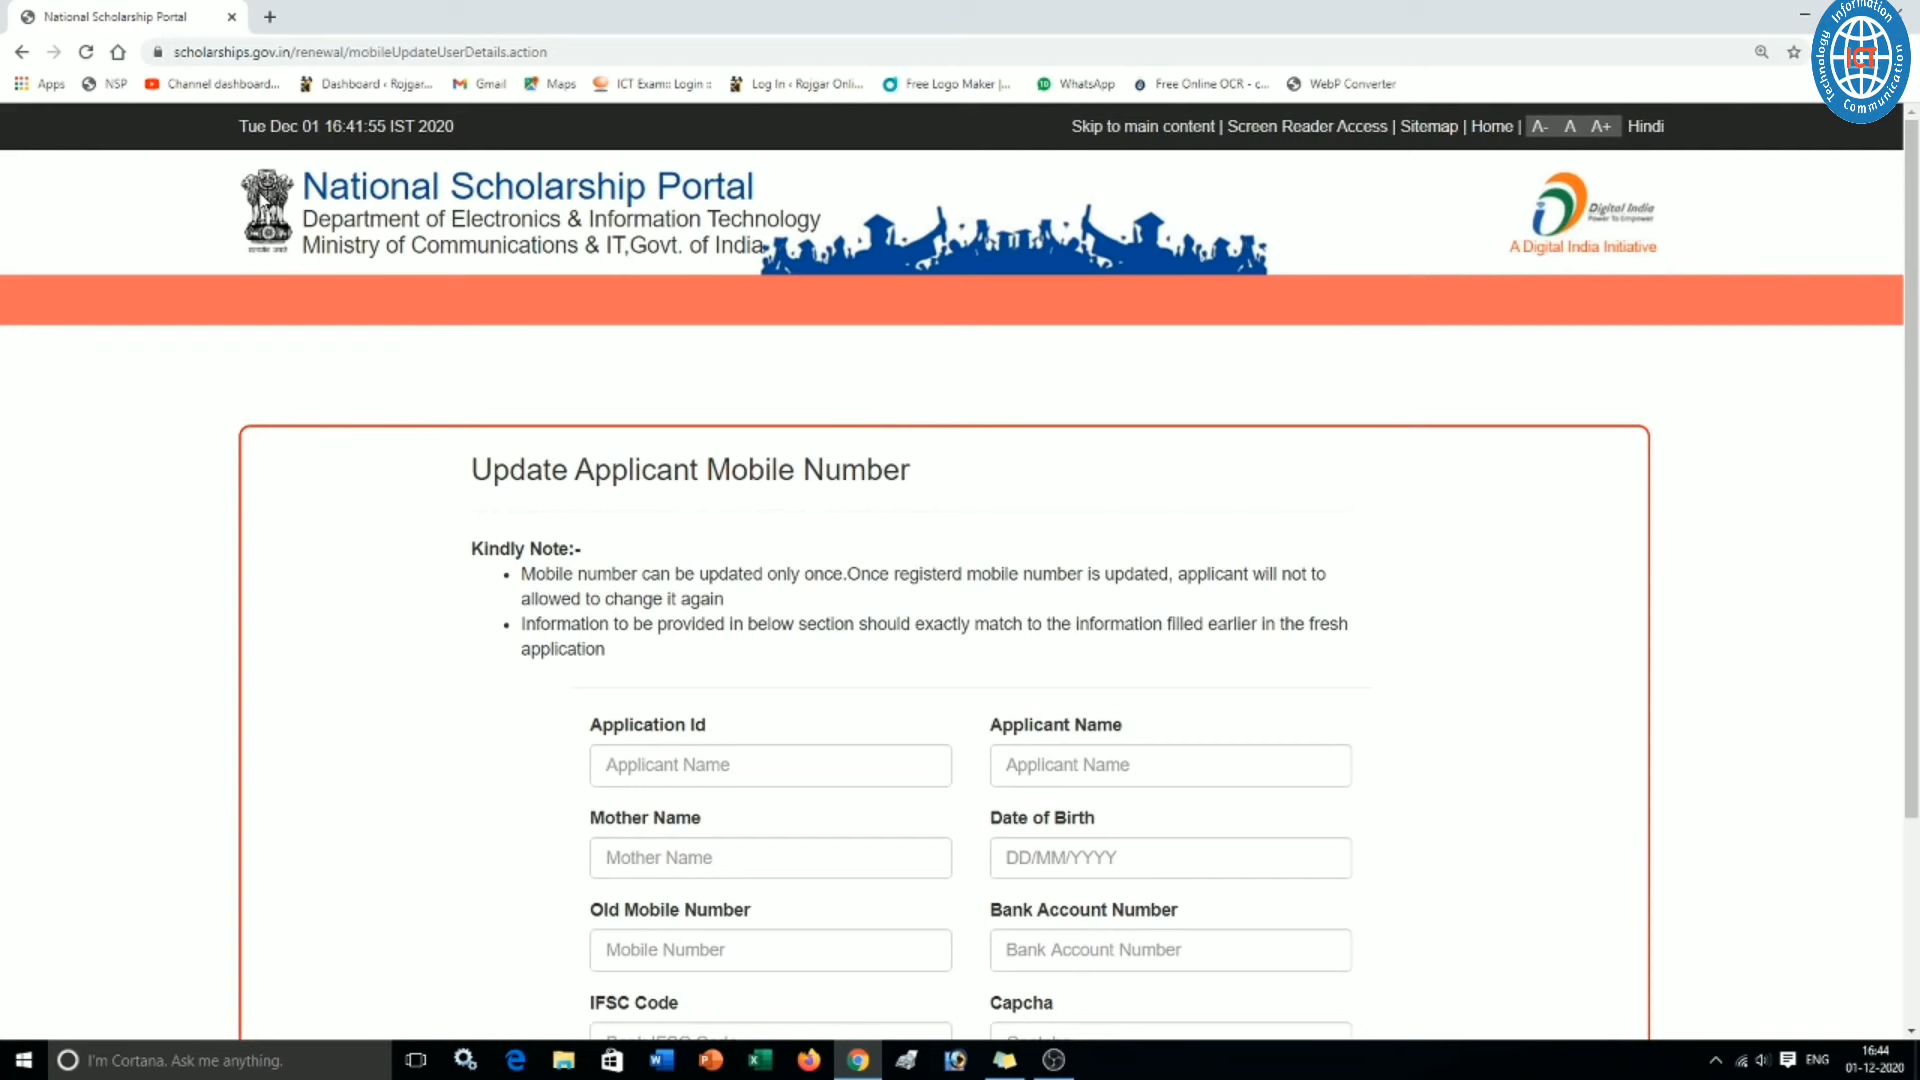 National Scholarship Portal
scholarships.gov.in/renewal/mobileUpdateUserDetails.action
Apps NSP Channel dashboard... Dashboard ‹ Rojgar... Gmail Maps ICT Exam:: Login :: Log In ‹ Rojgar Onli... Free Logo Maker |... WhatsApp Free Online OCR - c... WebP Converter
Information Communication Technology
ICT
Tue Dec 01 16:41:55 IST 2020
Skip to main content | Screen Reader Access | Sitemap | Home | A- A A+ Hindi
National Scholarship Portal
Department of Electronics & Information Technology
Ministry of Communications & IT,Govt. of India
Digital India
Power To Empower
A Digital India Initiative
Update Applicant Mobile Number
Kindly Note:-
• Mobile number can be updated only once.Once registerd mobile number is updated, applicant will not to
allowed to change it again
• Information to be provided in below section should exactly match to the information filled earlier in the fresh
application
Application Id Applicant Name
Applicant Name Applicant Name
Mother Name Date of Birth
Mother Name DD/MM/YYYY
Old Mobile Number Bank Account Number
Mobile Number Bank Account Number
IFSC Code Capcha
I'm Cortana. Ask me anything.
ENG
16:44
01-12-2020